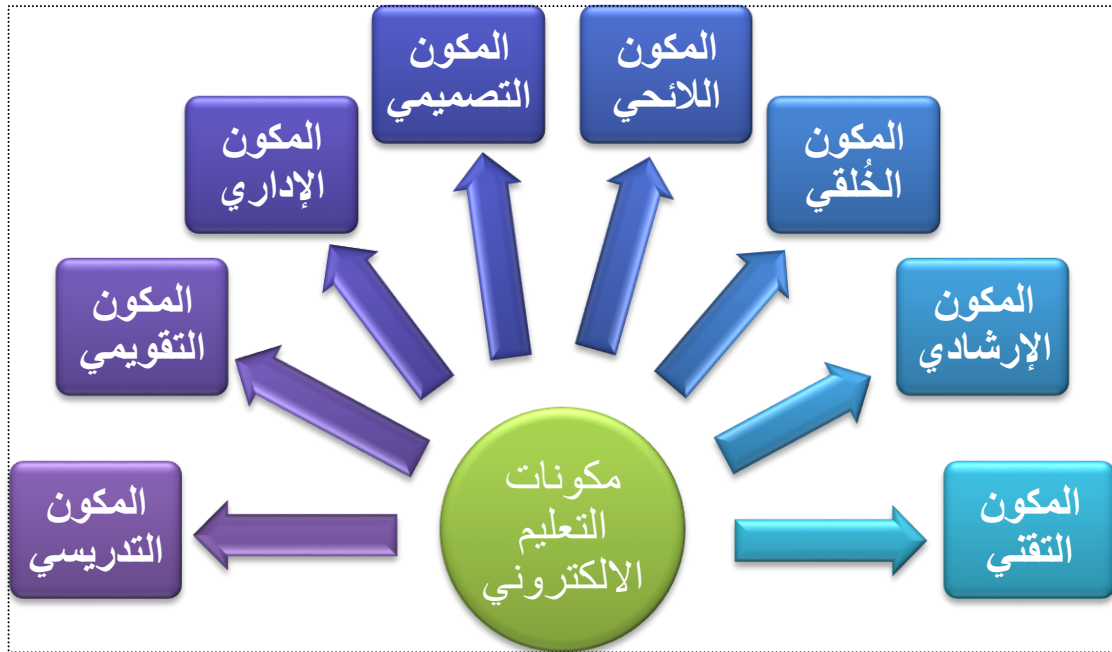 المكون
اللائحي
المكون
التصميمي
المكون
الخُلقي
المكون
الإداري
المكون
الإرشادي
المكون
التقويمي
المكون
التقني
المكون
التدريسي
مكونات
التعليم
الالكتروني